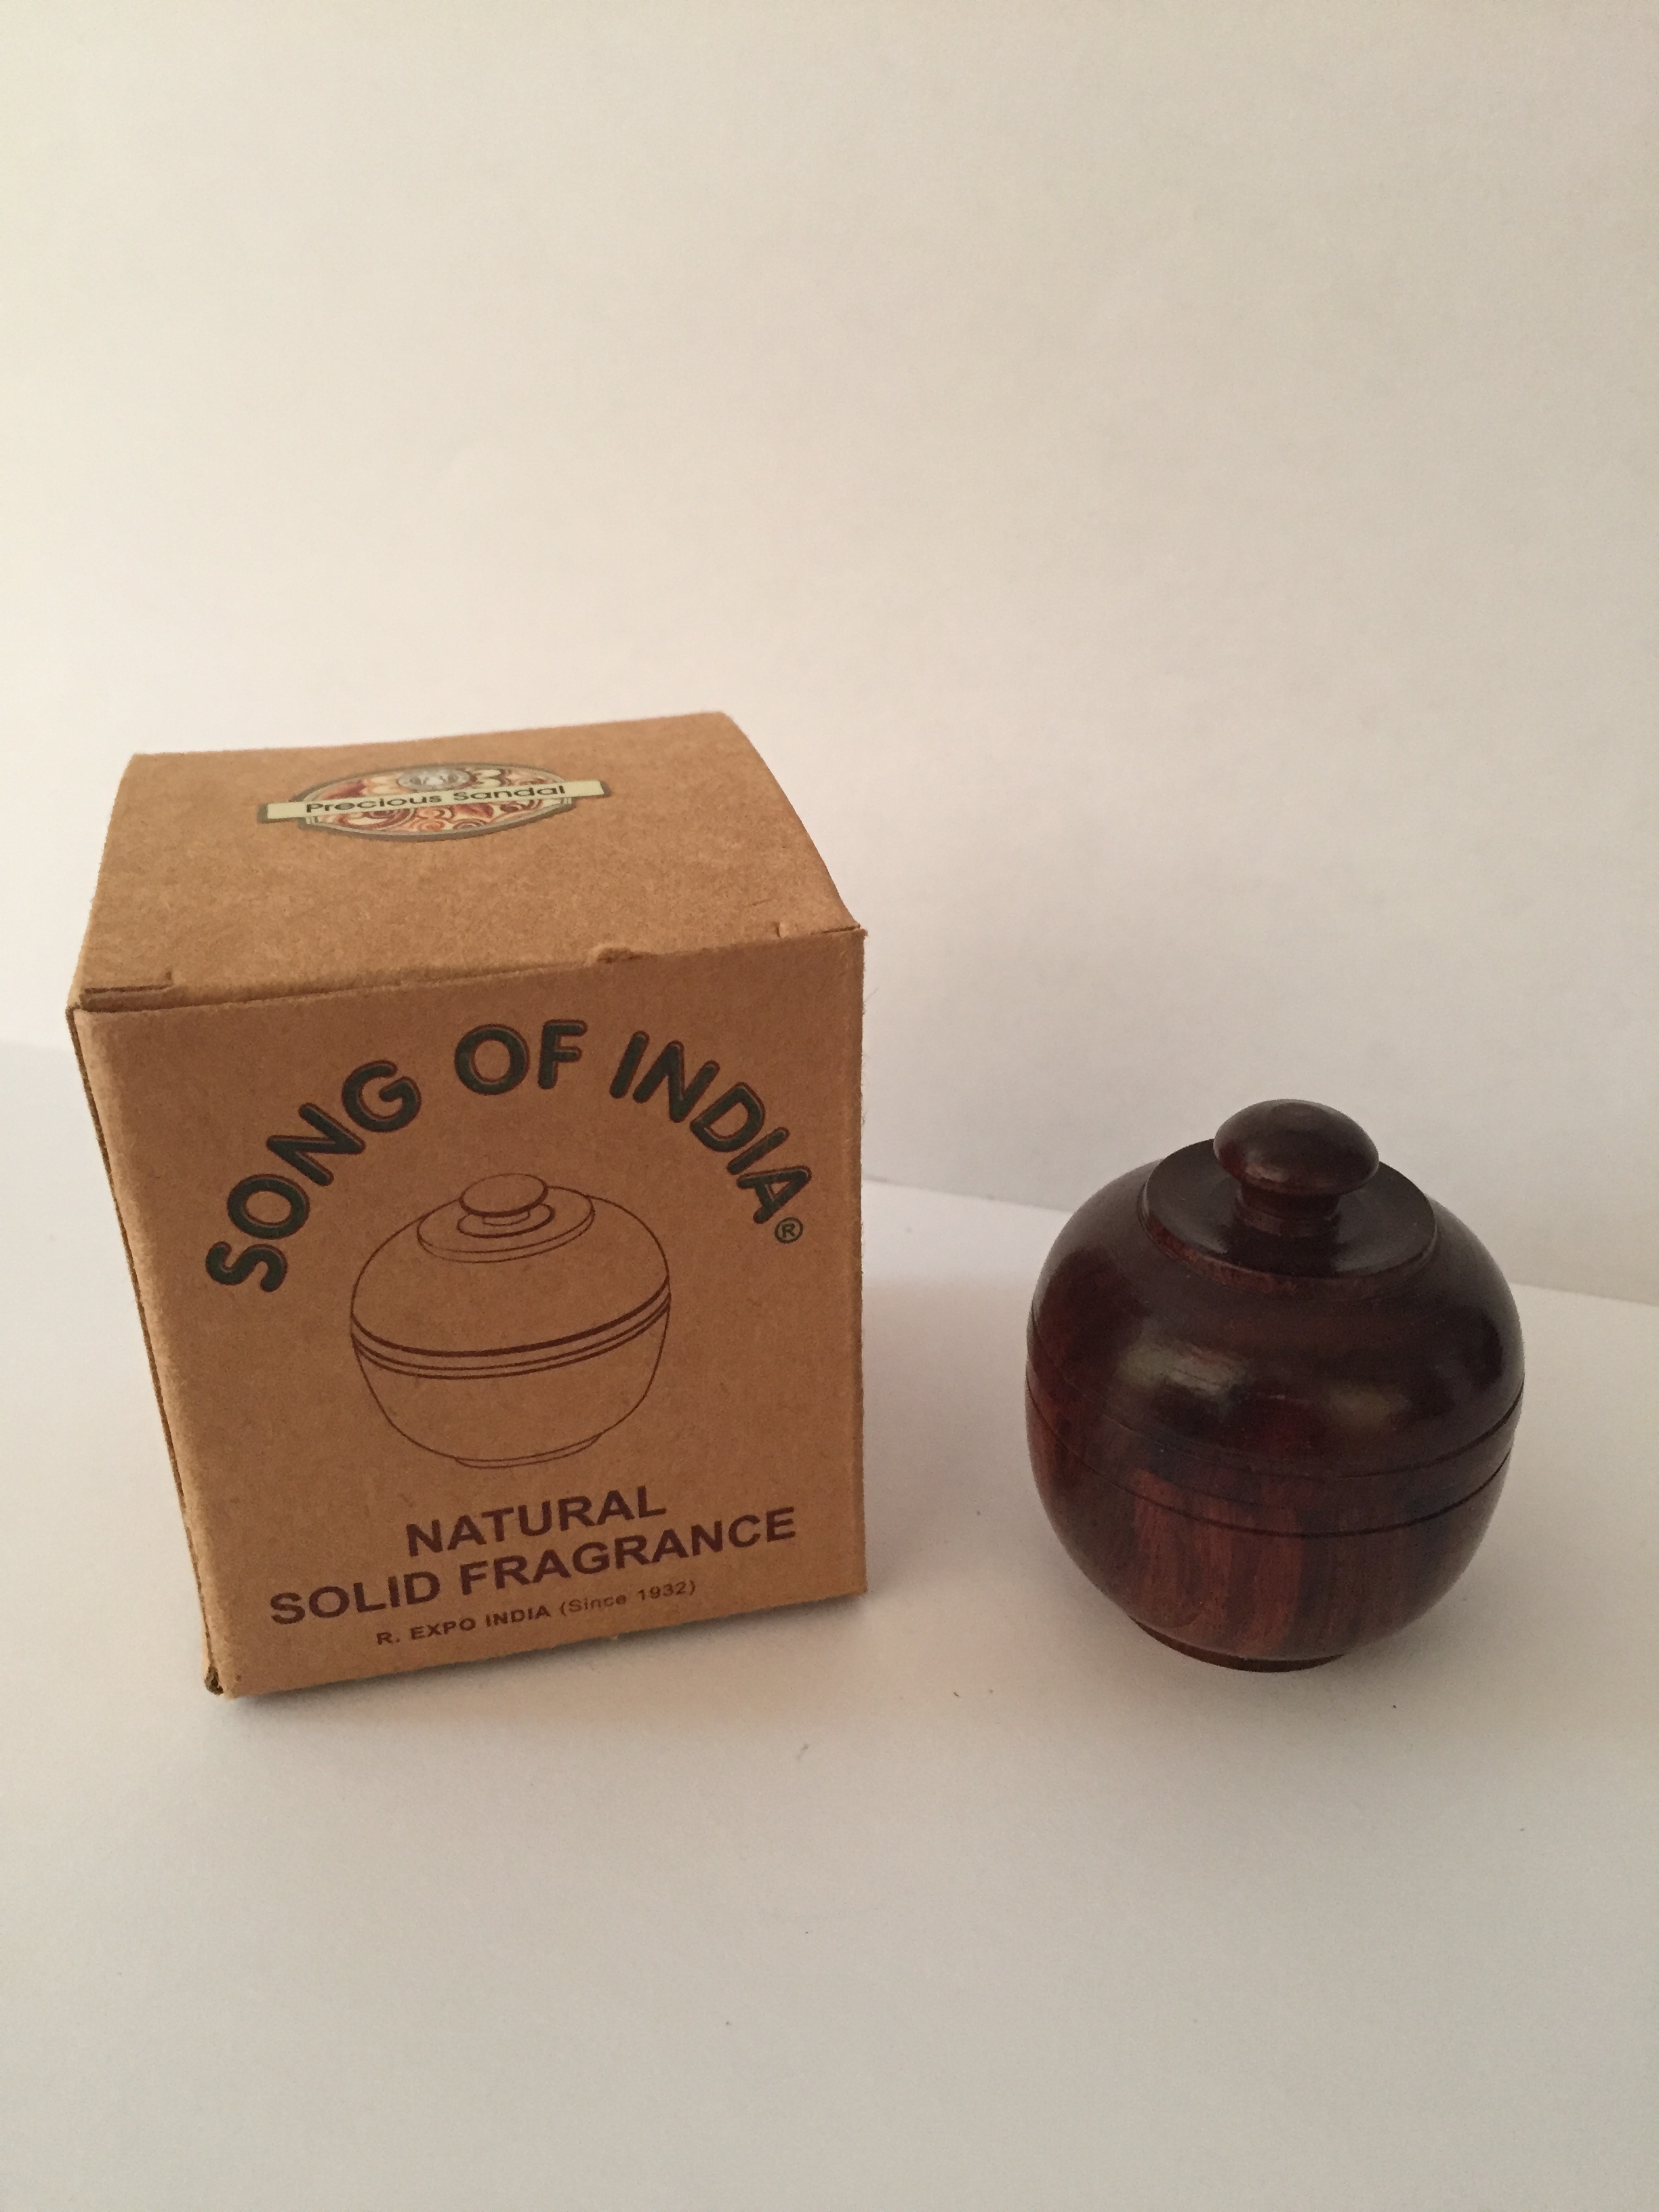 Precious Sandal
SONG OF INDIA®
NATURAL
SOLID FRAGRANCE
R. EXPO INDIA (Since 1932)